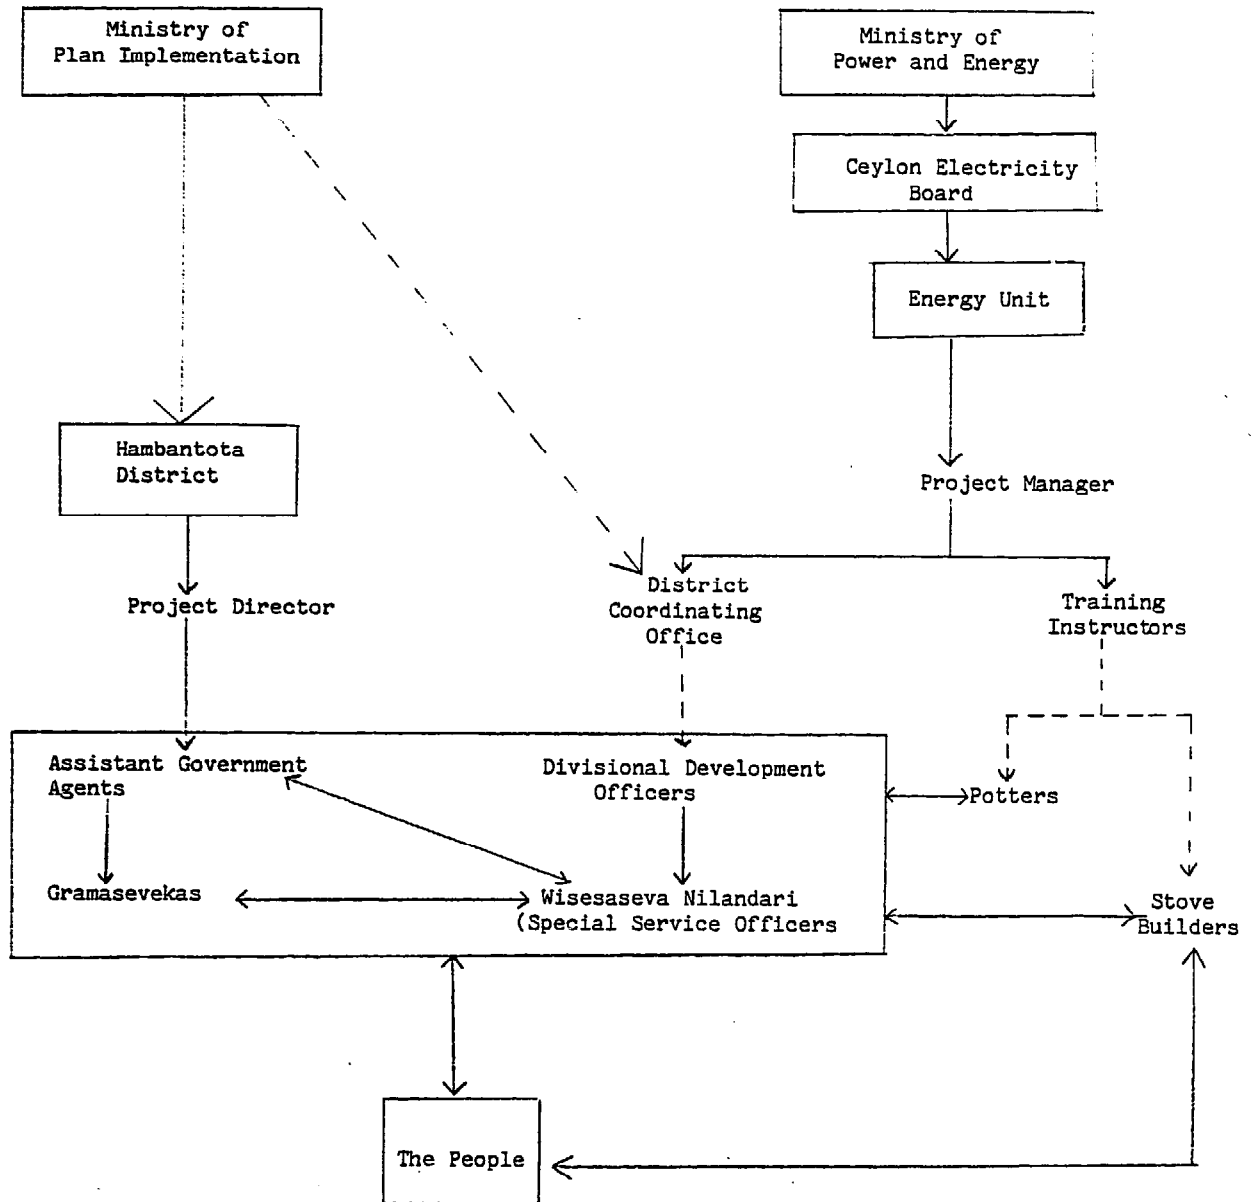 Ministry of
Plan Implementation
Ministry of
Power and Energy
Ceylon Electricity
Board
Energy Unit
Hambantota
District
Project Manager
Project Director
District
Coordinating
Office
Training
Instructors
Assistant Government
Agents
Divisional Development
Officers
Potters
Gramasevekas
Wisesaseva Nilandari
(Special Service Officers
Stove
Builders
The People